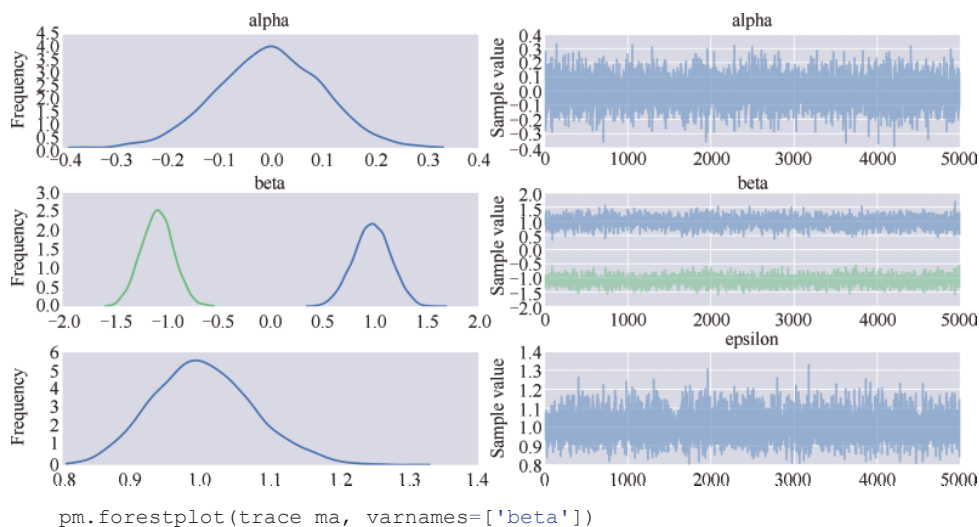 alpha
alpha
Frequency
4.5
4.0
3.5
3.0
2.5
2.0
1.5
1.0
0.5
0.0
−0.4 −0.3 −0.2 −0.1 0.0 0.1 0.2 0.3 0.4
Sample value
0.4
0.3
0.2
0.1
0.0
−0.1
−0.2
−0.3
0.4
0 1000 2000 3000 4000 5000
beta
beta
Frequency
3.0
2.5
2.0
1.5
1.0
0.5
0.0
−2.0 −1.5 −1.0 −0.5 0.0 0.5 1.0 1.5 2.0
Sample value
2.0
1.5
1.0
0.5
0.0
−0.5
−1.0
−1.5
−2.0
0 1000 2000 3000 4000 5000
epsilon
Frequency
6
5
4
3
2
1
0
0.8 0.9 1.0 1.1 1.2 1.3 1.4
Sample value
1.4
1.3
1.2
1.1
1.0
0.9
0.8
0 1000 2000 3000 4000 5000
pm.forestplot(trace_ma, varnames=['beta'])